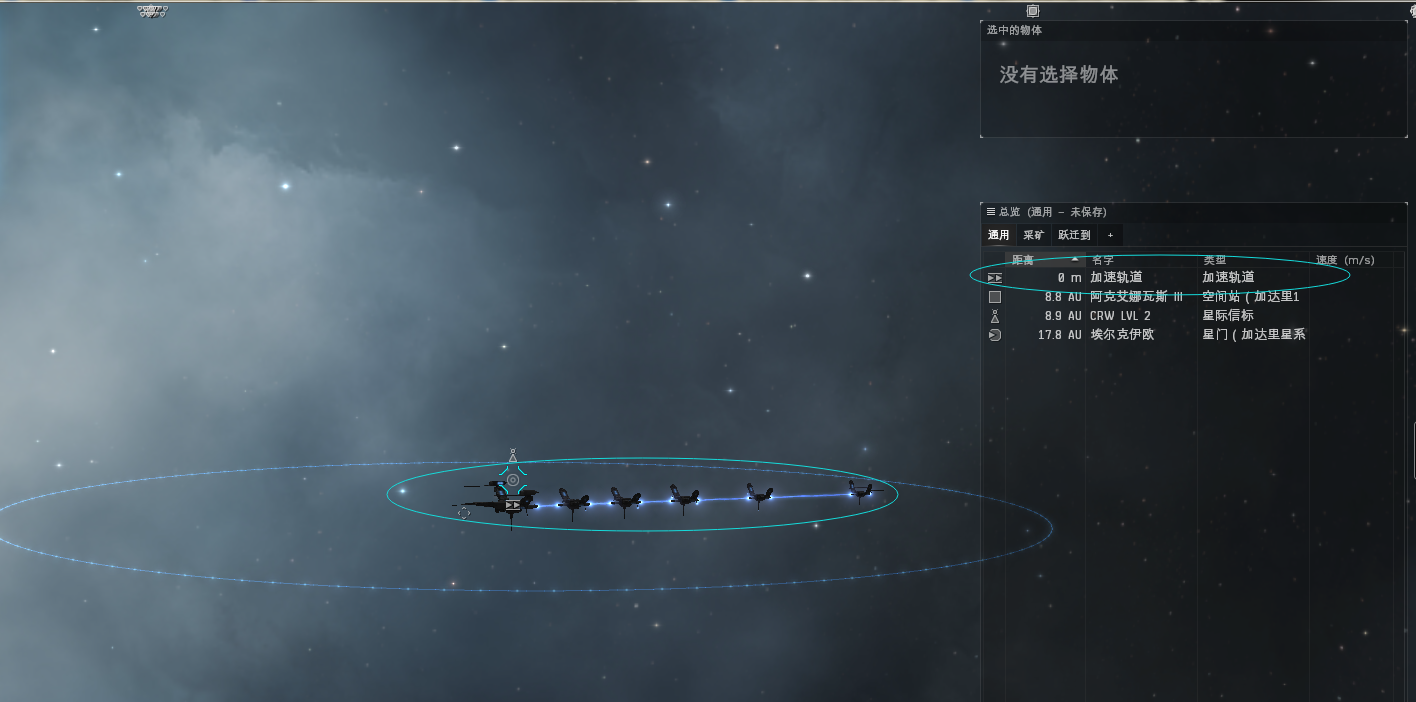 选中的物体
没有选择物体
总览 (通用 - 未保存)
通用 采矿 跃迁到 +
距离 名字 类型 速度 (m/s)
0 m 加速轨道 加速轨道
8.8 AU 阿克艾娜瓦斯 III 空间站 ( 加达里1
8.9 AU CRW LVL 2 星际信标
17.8 AU 埃尔克伊欧 星门 ( 加达里星系